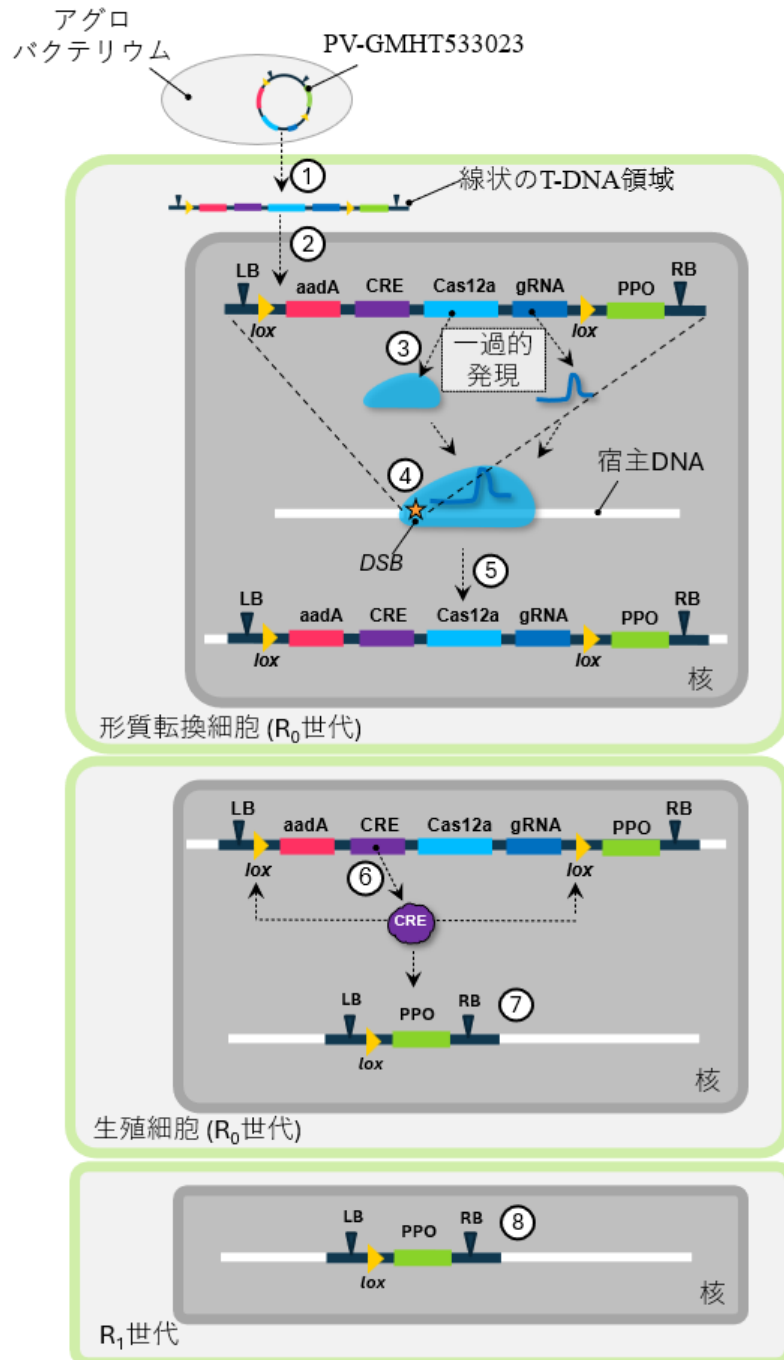 アグロ
バクテリウム
PV-GMHT533023
①
線状のT-DNA領域
②
LB
aadA
CRE
Cas12a
gRNA
PPO
RB
lox
lox
③
一過的
発現
④
宿主DNA
DSB
⑤
LB
aadA
CRE
Cas12a
gRNA
PPO
RB
lox
lox
核
形質転換細胞 (R₀世代)
LB
aadA
CRE
Cas12a
gRNA
PPO
RB
lox
lox
⑥
CRE
LB
PPO
RB
⑦
lox
核
生殖細胞 (R₀世代)
LB
PPO
RB
⑧
lox
核
R₁世代